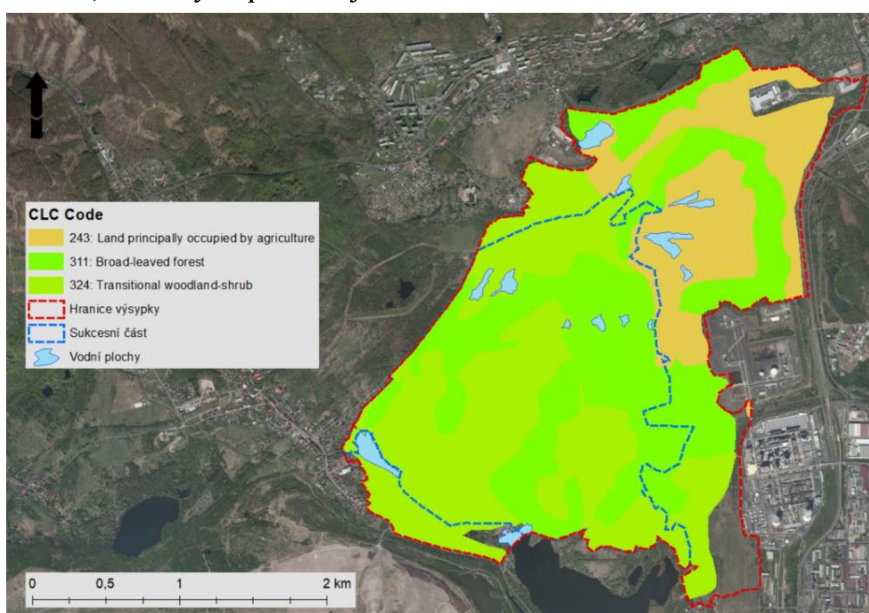 CLC Code
243: Land principally occupied by agriculture
311: Broad-leaved forest
324: Transitional woodland-shrub
Hranice výsypky
Sukcesní část
Vodní plochy
0 0,5 1 2 km